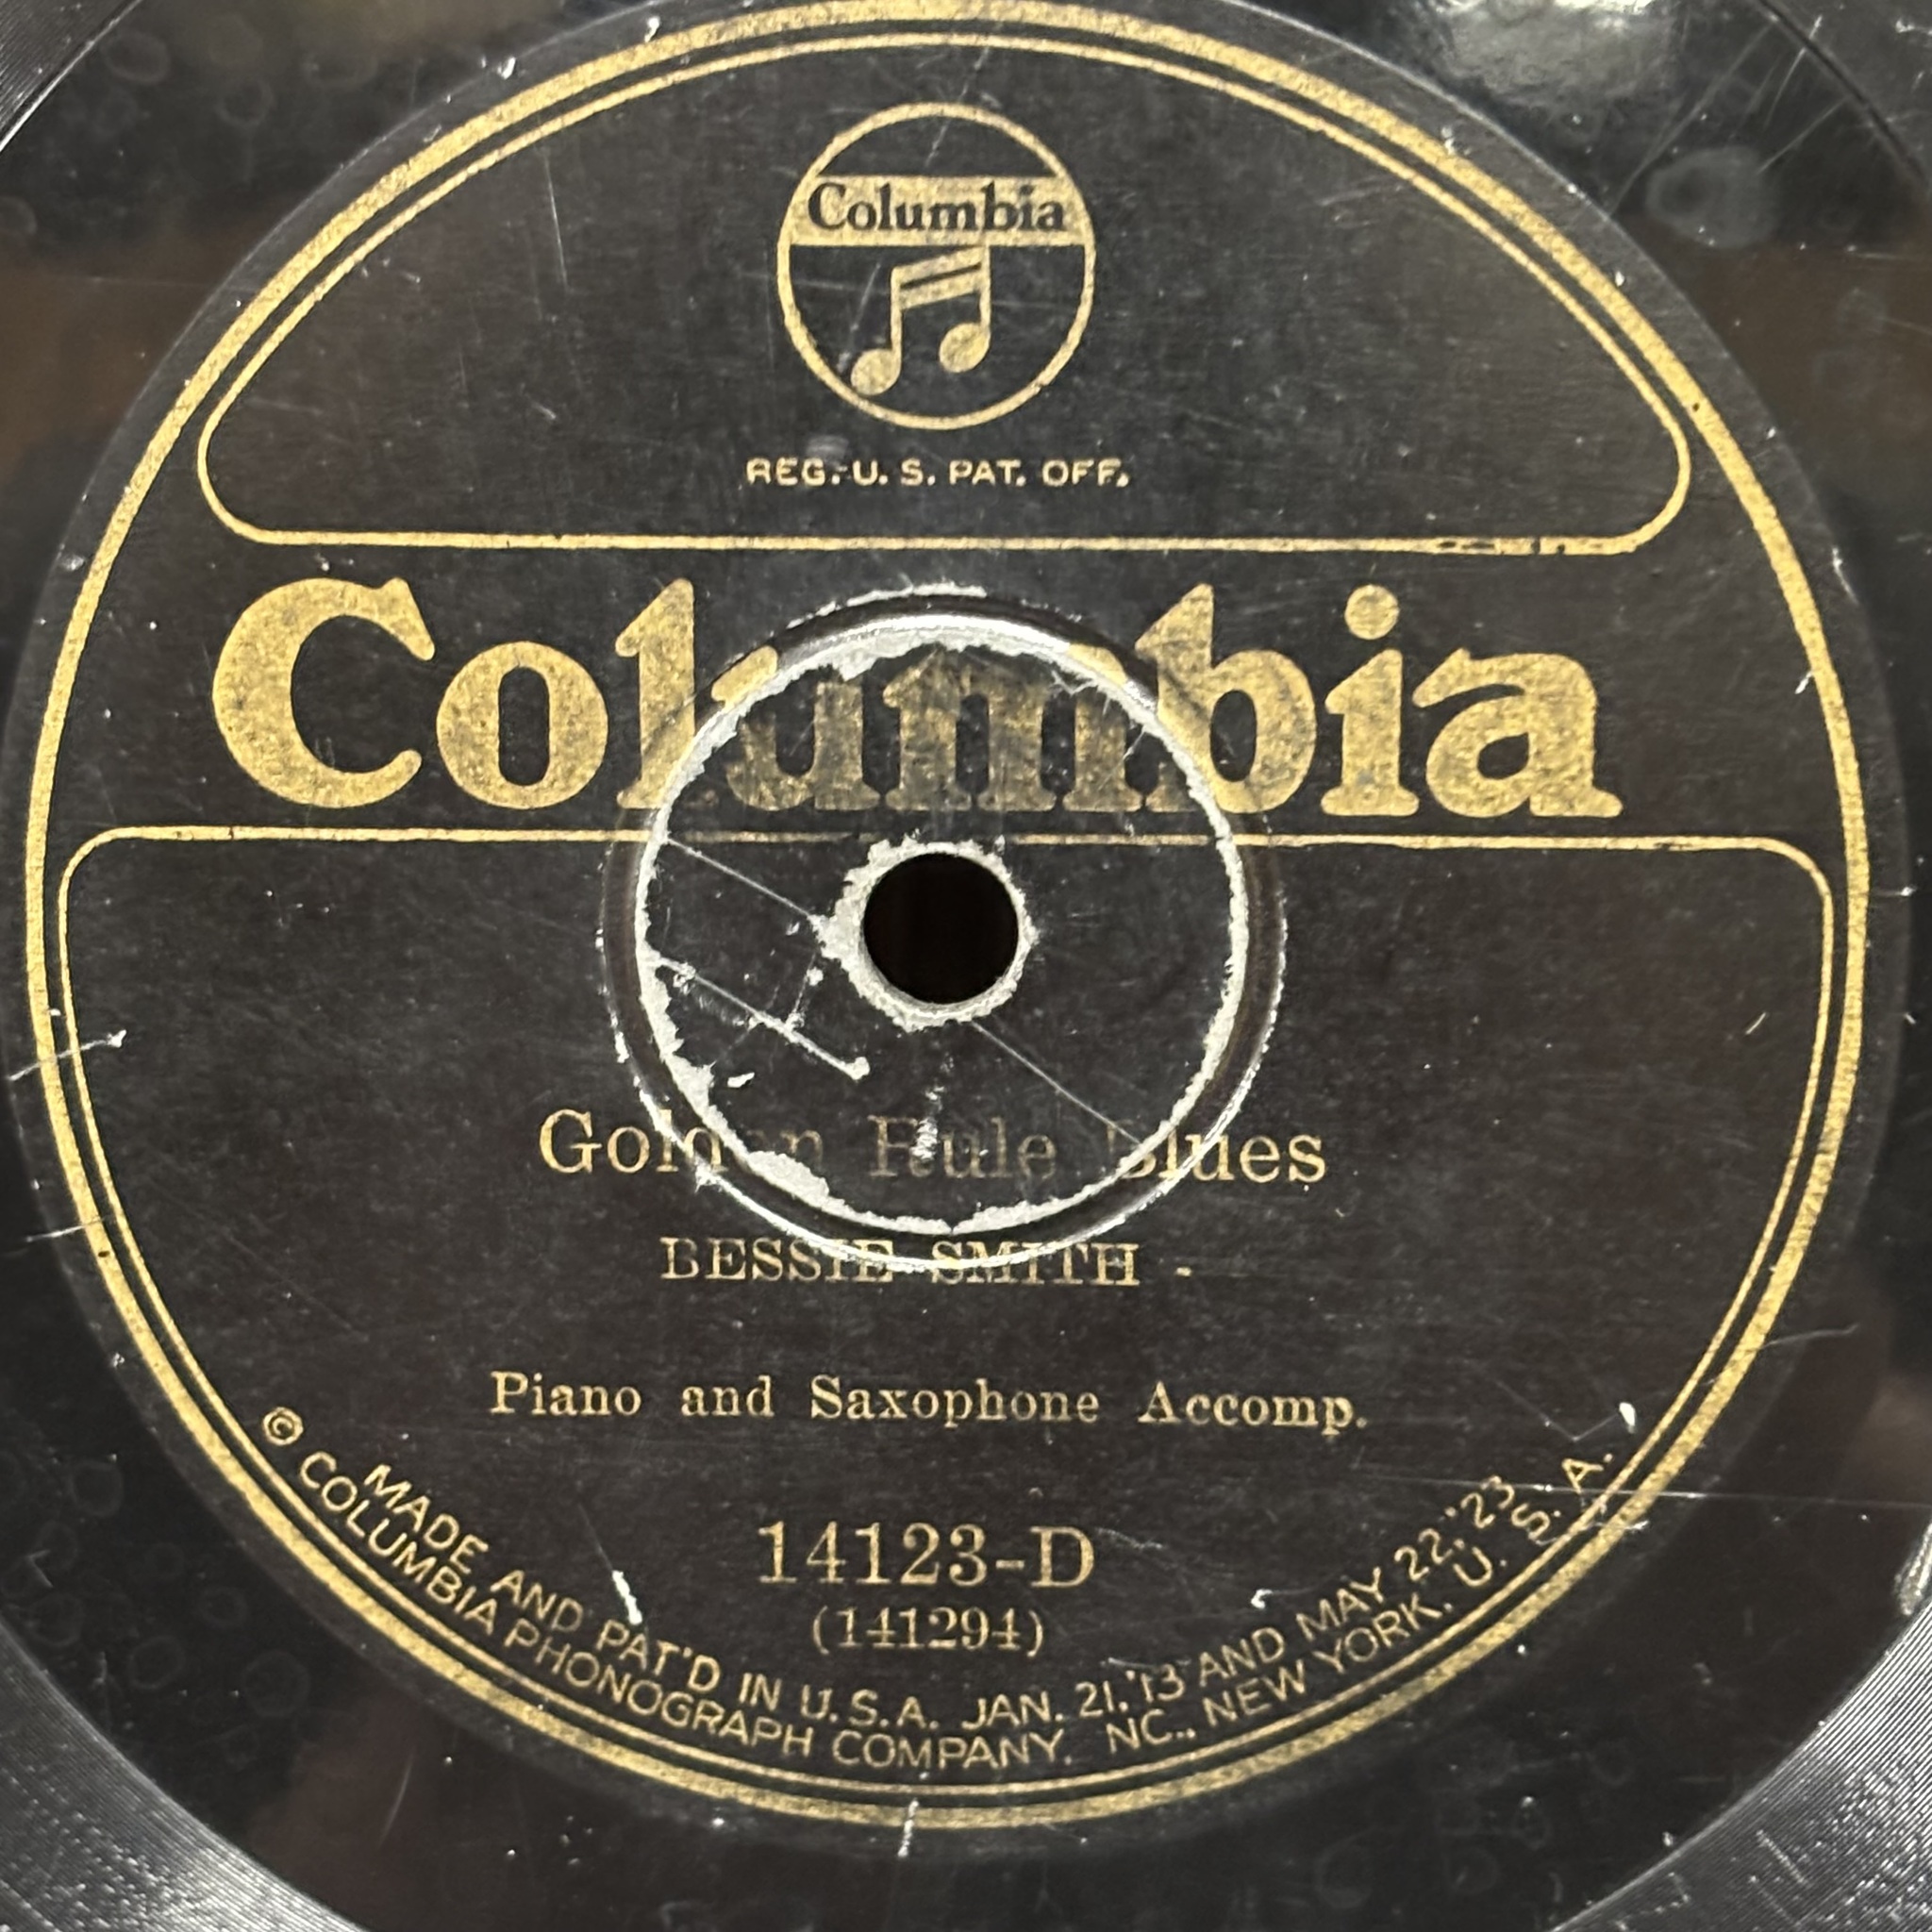 Columbia
REG. U. S. PAT. OFF.
Columbia
Golden Rule Blues
BESSIE SMITH -
Piano and Saxophone Accomp.
14123-D
(141294)
MADE AND PAT'D IN U.S.A. JAN. 21,'13 AND MAY 22,'23
© COLUMBIA PHONOGRAPH COMPANY, NC., NEW YORK, U. S. A.